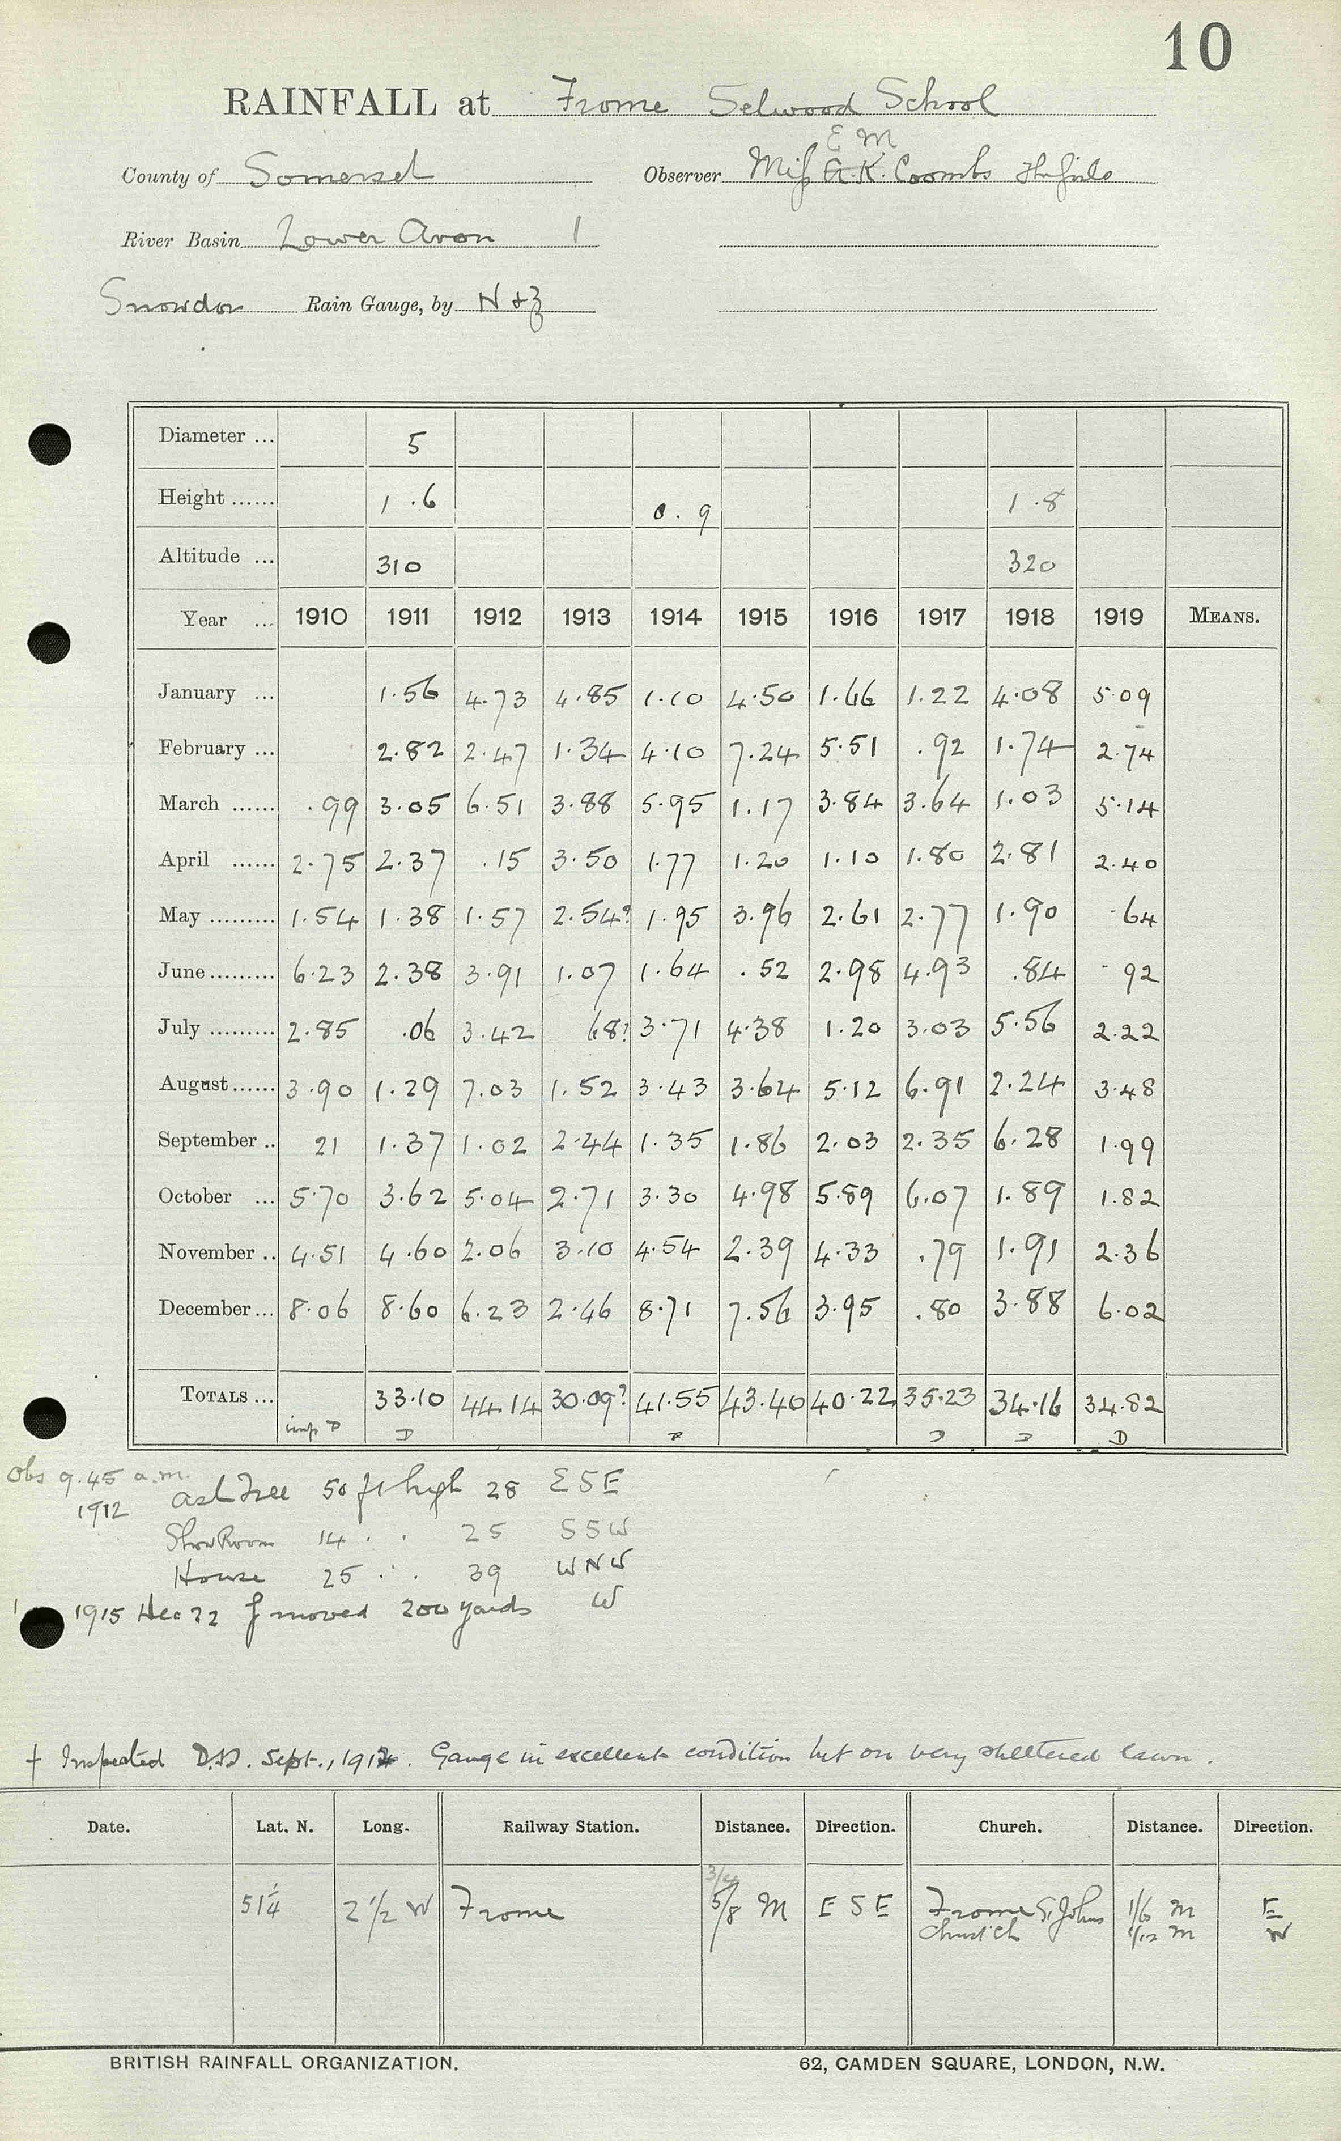 10
RAINFALL at Frome Selwood School
E M
County of Somerset Observer Miss A.K. Coombs
River Basin Lower Avon 1
Snowdon Rain Gauge, by N & Z
Diameter ... 5
Height ...... 1 .6 0. 9 1 .8
Altitude ... 310 320
Year ... 1910 1911 1912 1913 1914 1915 1916 1917 1918 1919 MEANS.
January ... 1.56 4.73 4.85 1.10 4.50 1.66 1.22 4.08 5.09
February ... 2.82 2.47 1.34 4.10 7.24 5.51 .92 1.74 2.74
March ...... .99 3.05 6.51 3.88 5.95 1.17 3.84 3.64 1.03 5.14
April ...... 2.75 2.37 .15 3.50 1.77 1.20 1.10 1.80 2.81 2.40
May ......... 1.54 1.38 1.57 2.54? 1.95 3.96 2.61 2.77 1.90 .64
June ......... 6.23 2.38 3.91 1.07 1.64 .52 2.98 4.93 .84 .92
July ......... 2.85 .06 3.42 68? 3.71 4.38 1.20 3.03 5.56 2.22
August ...... 3.90 1.29 7.03 1.52 3.43 3.64 5.12 6.91 2.24 3.48
September .. 21 1.37 1.02 2.44 1.35 1.86 2.03 2.35 6.28 1.99
October ... 5.70 3.62 5.04 2.71 3.30 4.98 5.89 6.07 1.89 1.82
November .. 4.51 4.60 2.06 3.10 4.54 2.39 4.33 .79 1.91 2.36
December ... 8.06 8.60 6.23 2.46 8.71 7.56 3.95 .80 3.88 6.02
TOTALS ... 33.10 44.14 30.09? 41.55 43.40 40.22 35.23 34.16 34.82
imp P D P D D D
Obs 9.45 a.m.
1912 Ash Tree 50 ft high 28 E S E
Show Room 14 . . 25 S S W
House 25 . . 39 W N W
1915 Dec 22 g moved 200 yards W
† Inspected D.S.D. Sept., 1912. Gauge in excellent condition but on very sheltered lawn.
Date. Lat. N. Long. Railway Station. Distance. Direction. Church. Distance. Direction.
3/4
51 1/4 2 1/2 W Frome 5/8 M E S E Frome St Johns 1/6 m E
Christ Ch 1/12 m W
BRITISH RAINFALL ORGANIZATION. 62, CAMDEN SQUARE, LONDON, N.W.